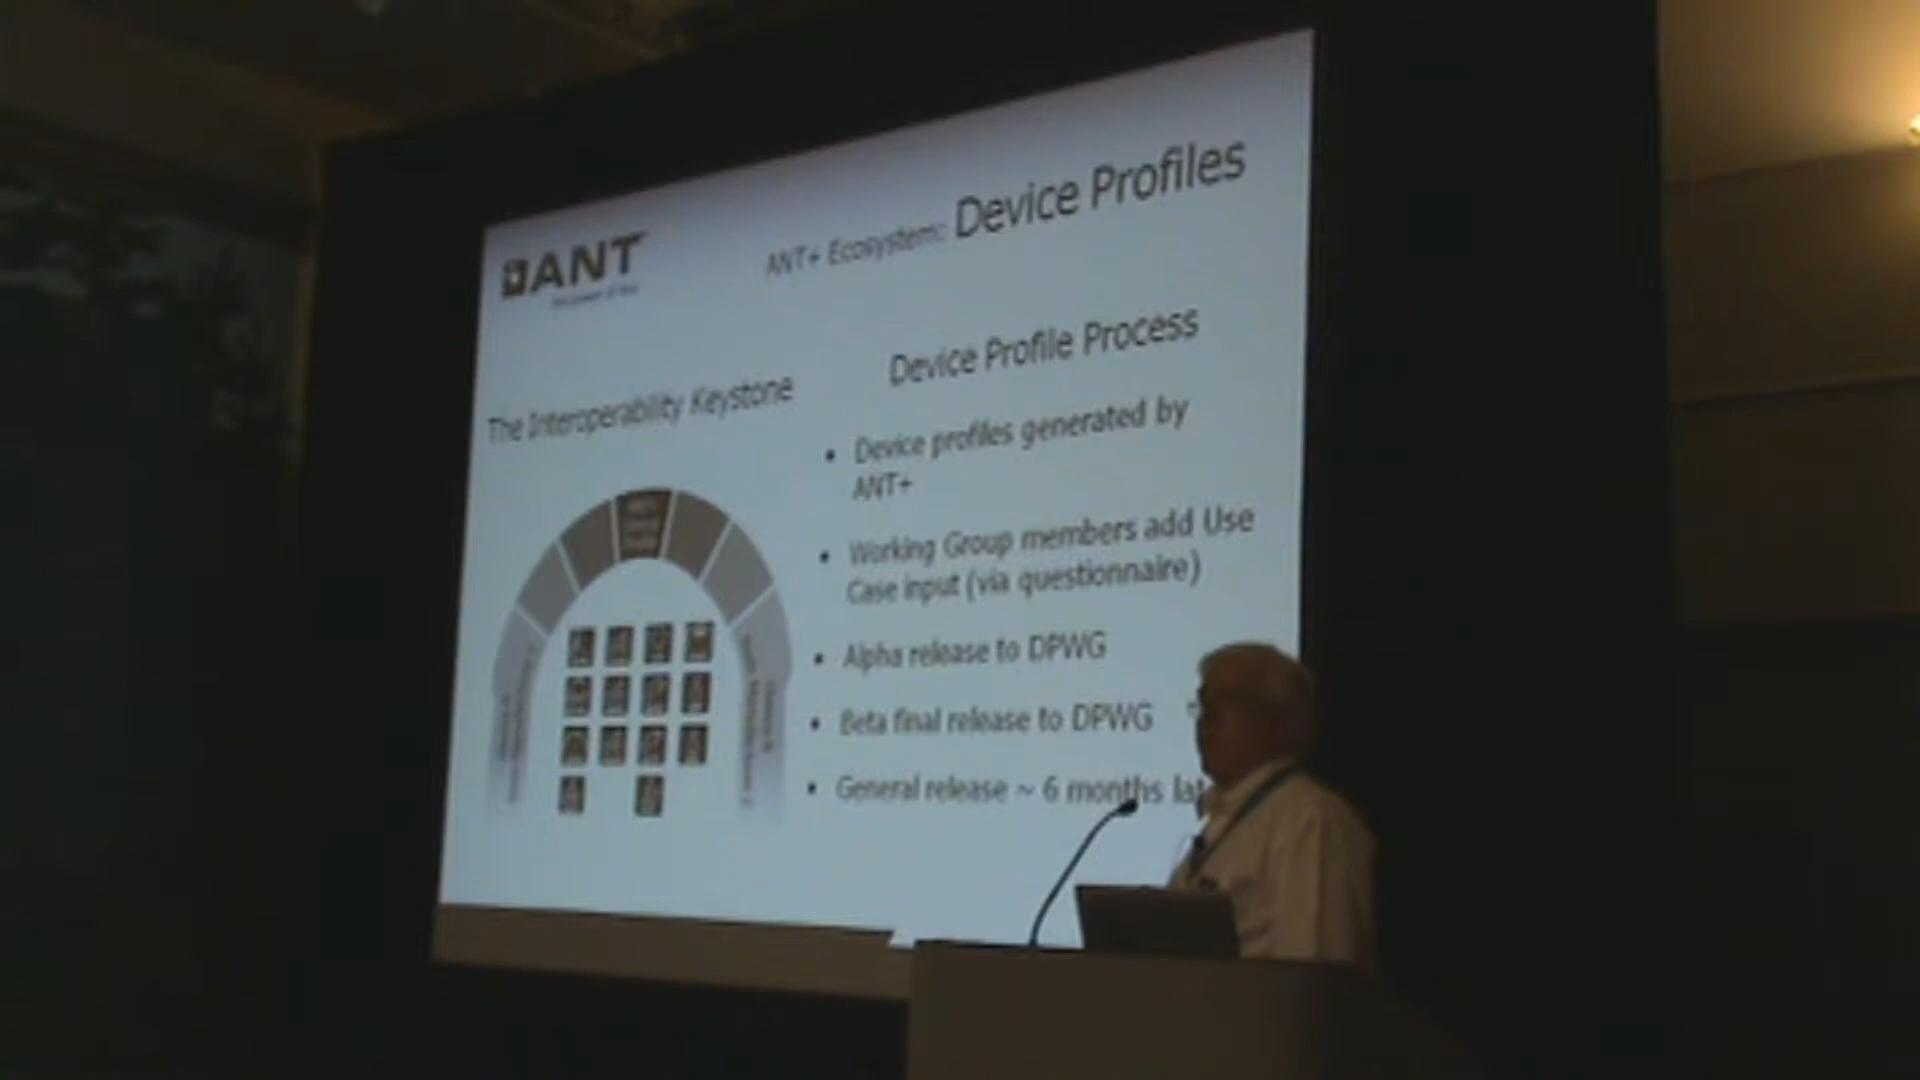 ANT
ANT+ Ecosystem: Device Profiles
The Interoperability Keystone
Device Profile Process
• Device profiles generated by
ANT+
• Working Group members add Use
Case input (via questionnaire)
• Alpha release to DPWG
• Beta final release to DPWG
• General release ~ 6 months lat